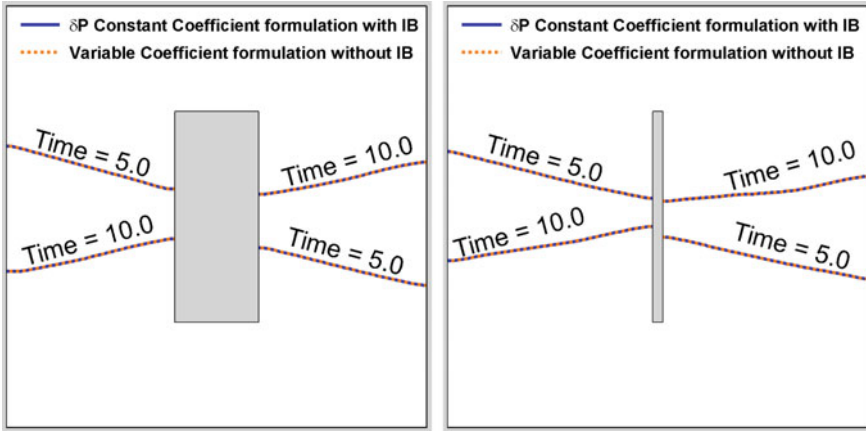 δP Constant Coefficient formulation with IB
Variable Coefficient formulation without IB
Time = 5.0
Time = 10.0
Time = 10.0
Time = 5.0
δP Constant Coefficient formulation with IB
Variable Coefficient formulation without IB
Time = 5.0
Time = 10.0
Time = 10.0
Time = 5.0